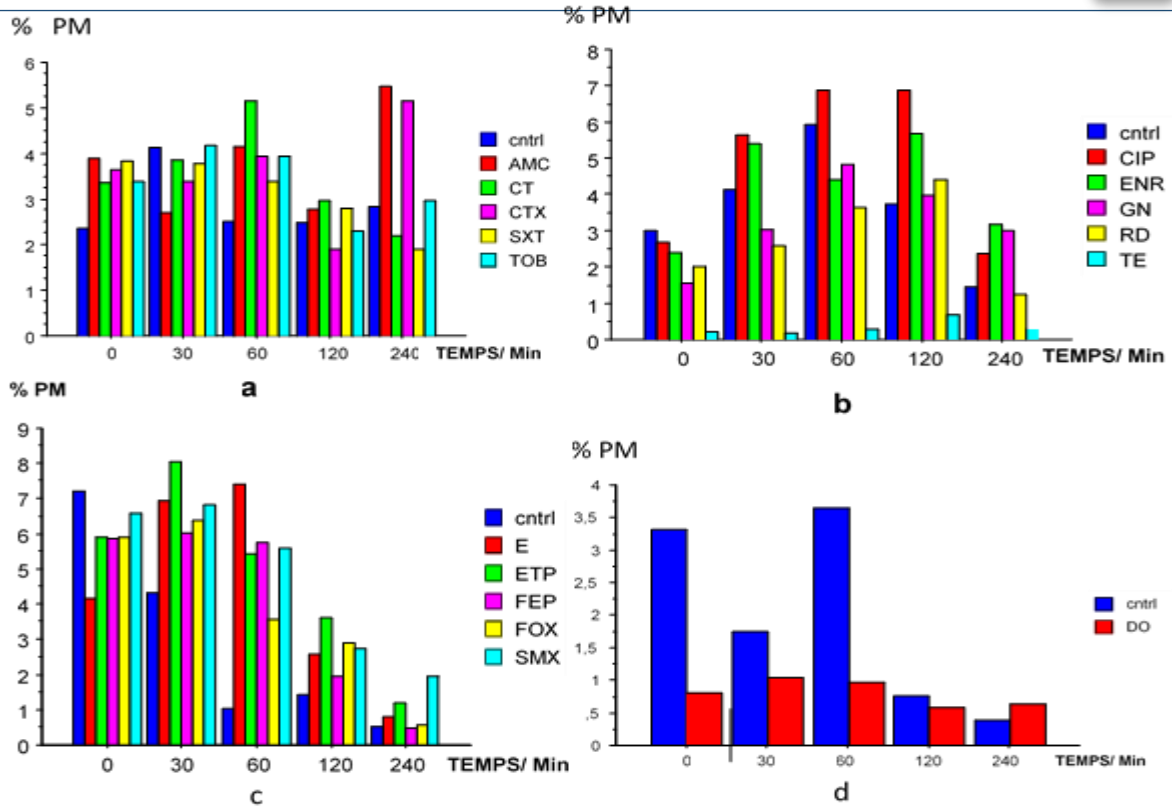 % PM
6
5
4
3
2
1
0
cntrl
AMC
CT
CTX
SXT
TOB
0 30 60 120 240 TEMPS/ Min
a
% PM
8
7
6
5
4
3
2
1
0
cntrl
CIP
ENR
GN
RD
TE
0 30 60 120 240 TEMPS/ Min
b
% PM
9
8
7
6
5
4
3
2
1
0
cntrl
E
ETP
FEP
FOX
SMX
0 30 60 120 240 TEMPS/ Min
c
% PM
4
3.5
3
2,5
2
1.5
1
.5
0
cntrl
DO
0 30 60 120 240 TEMPS/ Min
d